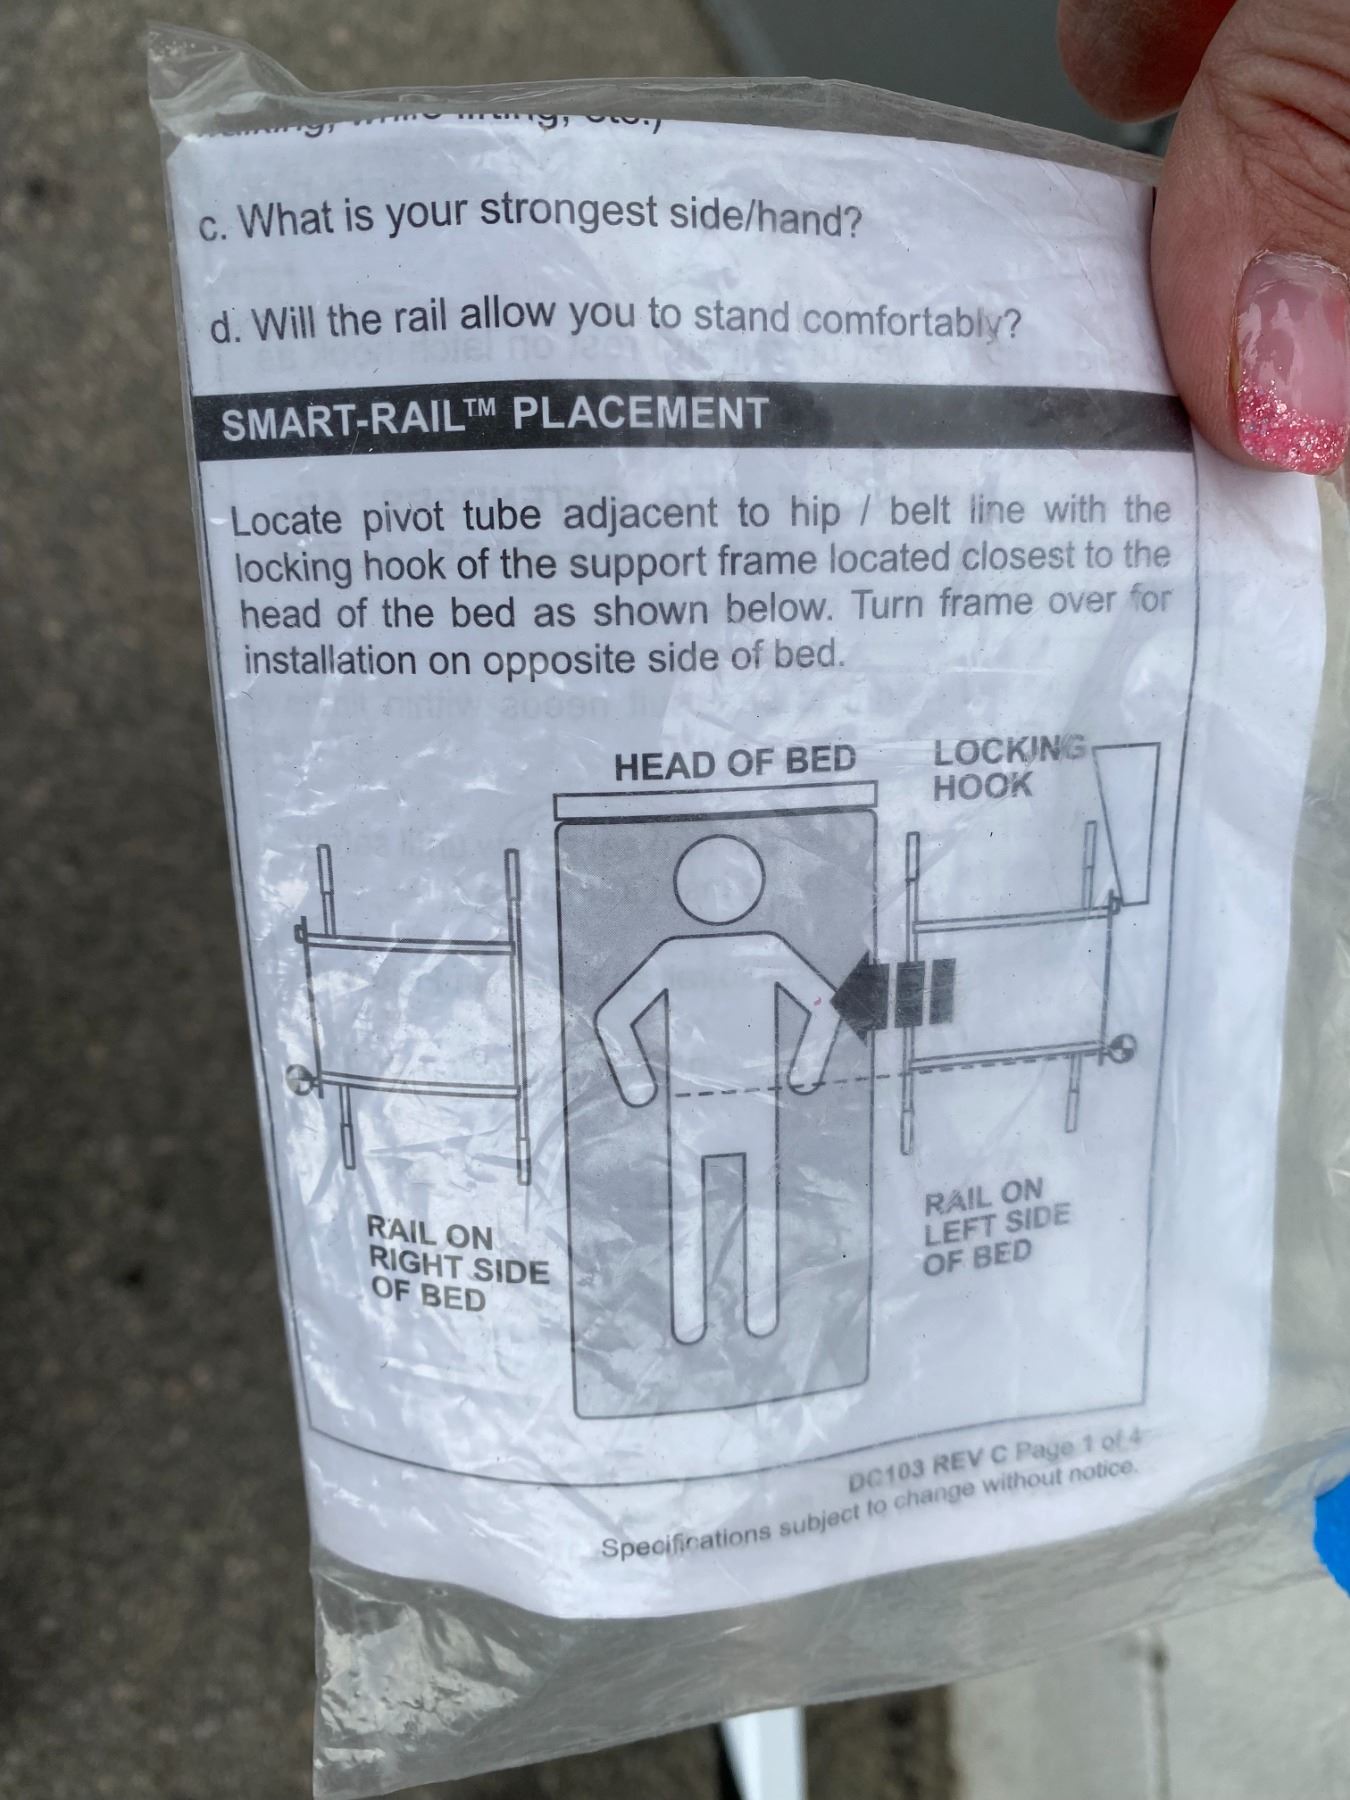 while lifting, etc.)
c. What is your strongest side/hand?
d. Will the rail allow you to stand comfortably?
SMART-RAIL™ PLACEMENT
Locate pivot tube adjacent to hip / belt line with the
locking hook of the support frame located closest to the
head of the bed as shown below. Turn frame over for
installation on opposite side of bed.
HEAD OF BED
LOCKING
HOOK
RAIL ON
RIGHT SIDE
OF BED
RAIL ON
LEFT SIDE
OF BED
DC103 REV C Page 1 of 4
Specifications subject to change without notice.